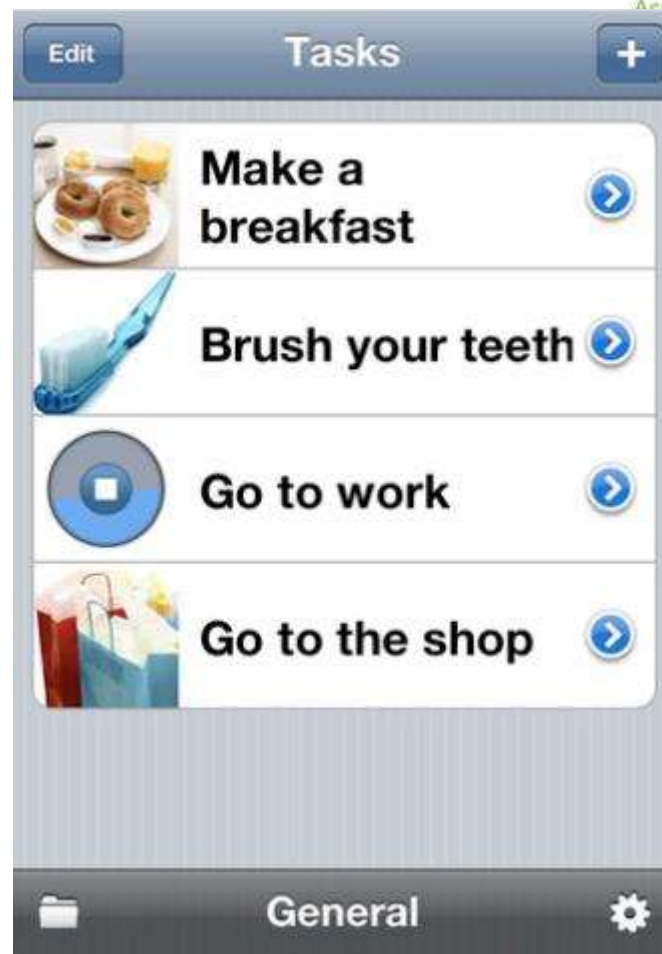 Edit
Tasks
+
Make a
breakfast
Brush your teeth
Go to work
Go to the shop
General